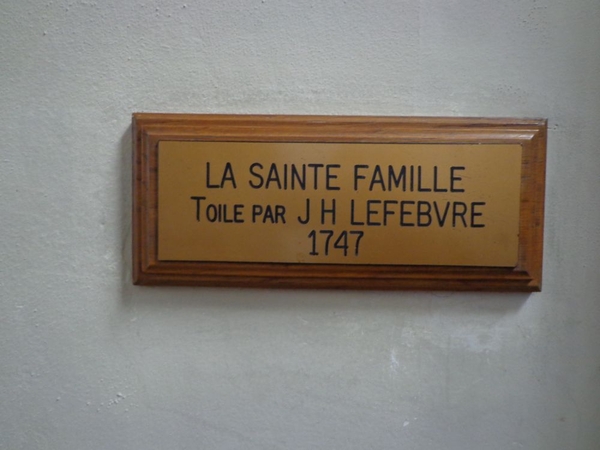 LA SAINTE FAMILLE
TOILE PAR J H LEFEBVRE
1747